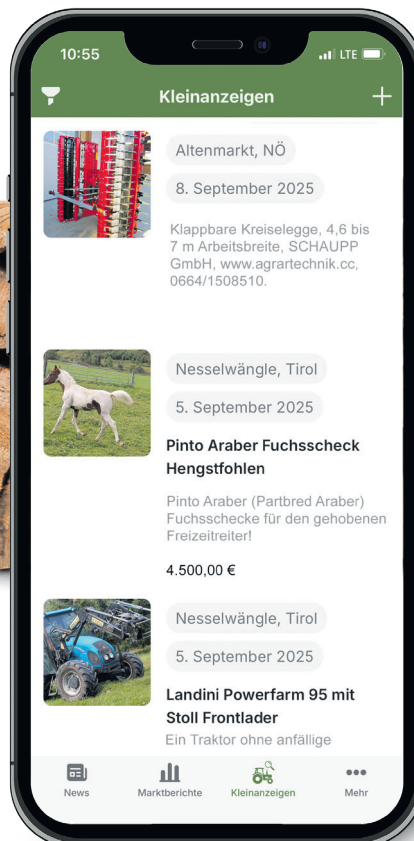 10:55
LTE
Kleinanzeigen
Altenmarkt, NÖ
8. September 2025
Klappbare Kreiselegge, 4,6 bis
7 m Arbeitsbreite, SCHAUPP
GmbH, www.agrartechnik.cc,
0664/1508510.
Nesselwängle, Tirol
5. September 2025
Pinto Araber Fuchsscheck
Hengstfohlen
Pinto Araber (Partbred Araber)
Fuchsschecke für den gehobenen
Freizeitreiter!
4.500,00 €
Nesselwängle, Tirol
5. September 2025
Landini Powerfarm 95 mit
Stoll Frontlader
Ein Traktor ohne anfällige
News
Marktberichte
Kleinanzeigen
Mehr